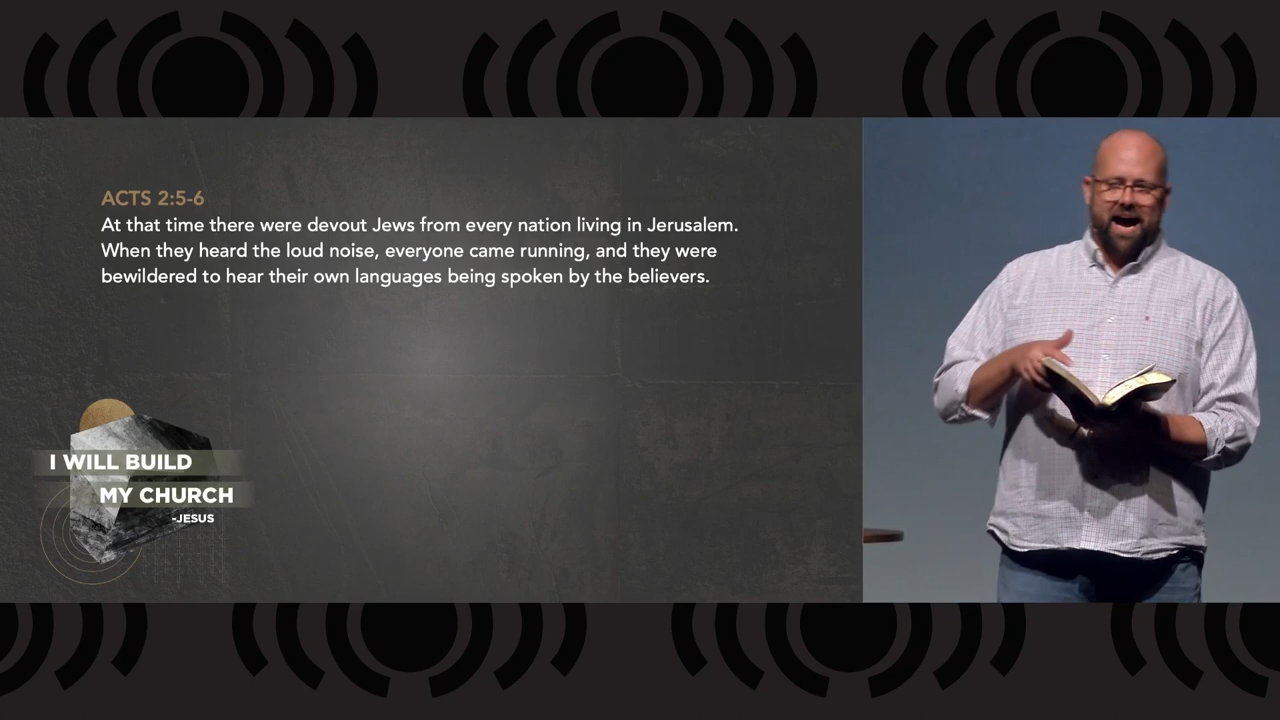 ACTS 2:5-6
At that time there were devout Jews from every nation living in Jerusalem.
When they heard the loud noise, everyone came running, and they were
bewildered to hear their own languages being spoken by the believers.
I WILL BUILD
MY CHURCH
-JESUS